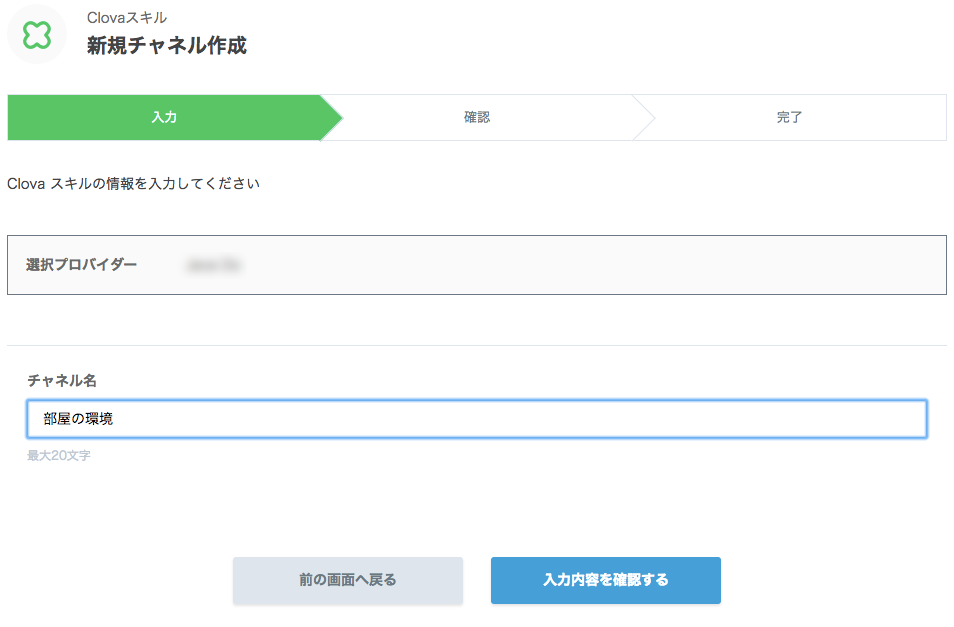 Clovaスキル
新規チャネル作成
入力
確認
完了
Clova スキルの情報を入力してください
選択プロバイダー
チャネル名
部屋の環境
最大20文字
前の画面へ戻る
入力内容を確認する